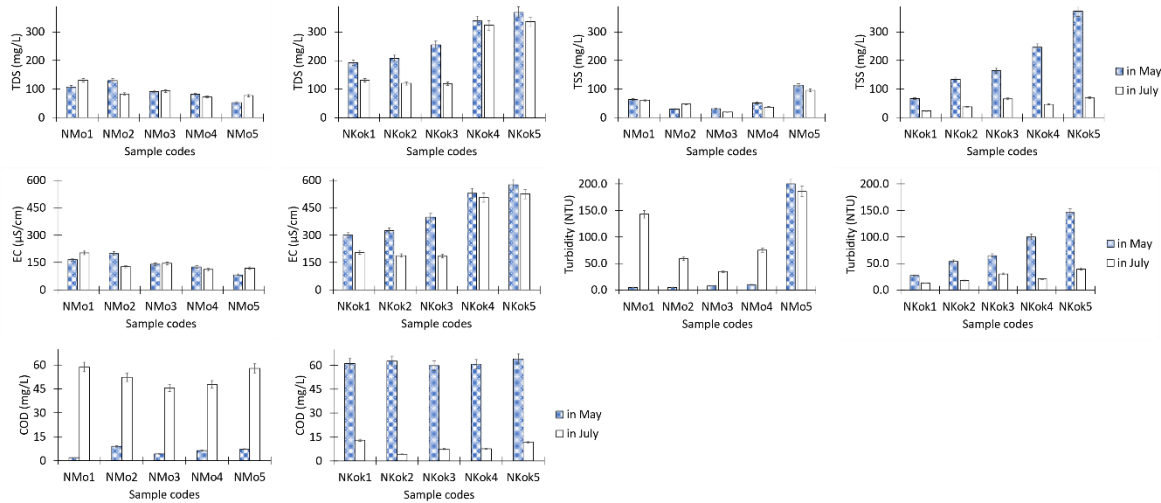 TDS (mg/L)
300
200
100
0
NMo1 NMo2 NMo3 NMo4 NMo5
Sample codes
TDS (mg/L)
300
200
100
0
NKok1 NKok2 NKok3 NKok4 NKok5
Sample codes
TSS (mg/L)
300
200
100
0
NMo1 NMo2 NMo3 NMo4 NMo5
Sample codes
TSS (mg/L)
300
200
100
0
NKok1 NKok2 NKok3 NKok4 NKok5
Sample codes
in May
in July
EC (µS/cm)
600
450
300
150
0
NMo1 NMo2 NMo3 NMo4 NMo5
Sample codes
EC (µS/cm)
600
450
300
150
0
NKok1 NKok2 NKok3 NKok4 NKok5
Sample codes
Turbidity (NTU)
200.0
150.0
100.0
50.0
0.0
NMo1 NMo2 NMo3 NMo4 NMo5
Sample codes
Turbidity (NTU)
200.0
150.0
100.0
50.0
0.0
NKok1 NKok2 NKok3 NKok4 NKok5
Sample codes
in May
in July
COD (mg/L)
60
45
30
15
0
NMo1 NMo2 NMo3 NMo4 NMo5
Sample codes
COD (mg/L)
60
45
30
15
0
NKok1 NKok2 NKok3 NKok4 NKok5
Sample codes
in May
in July